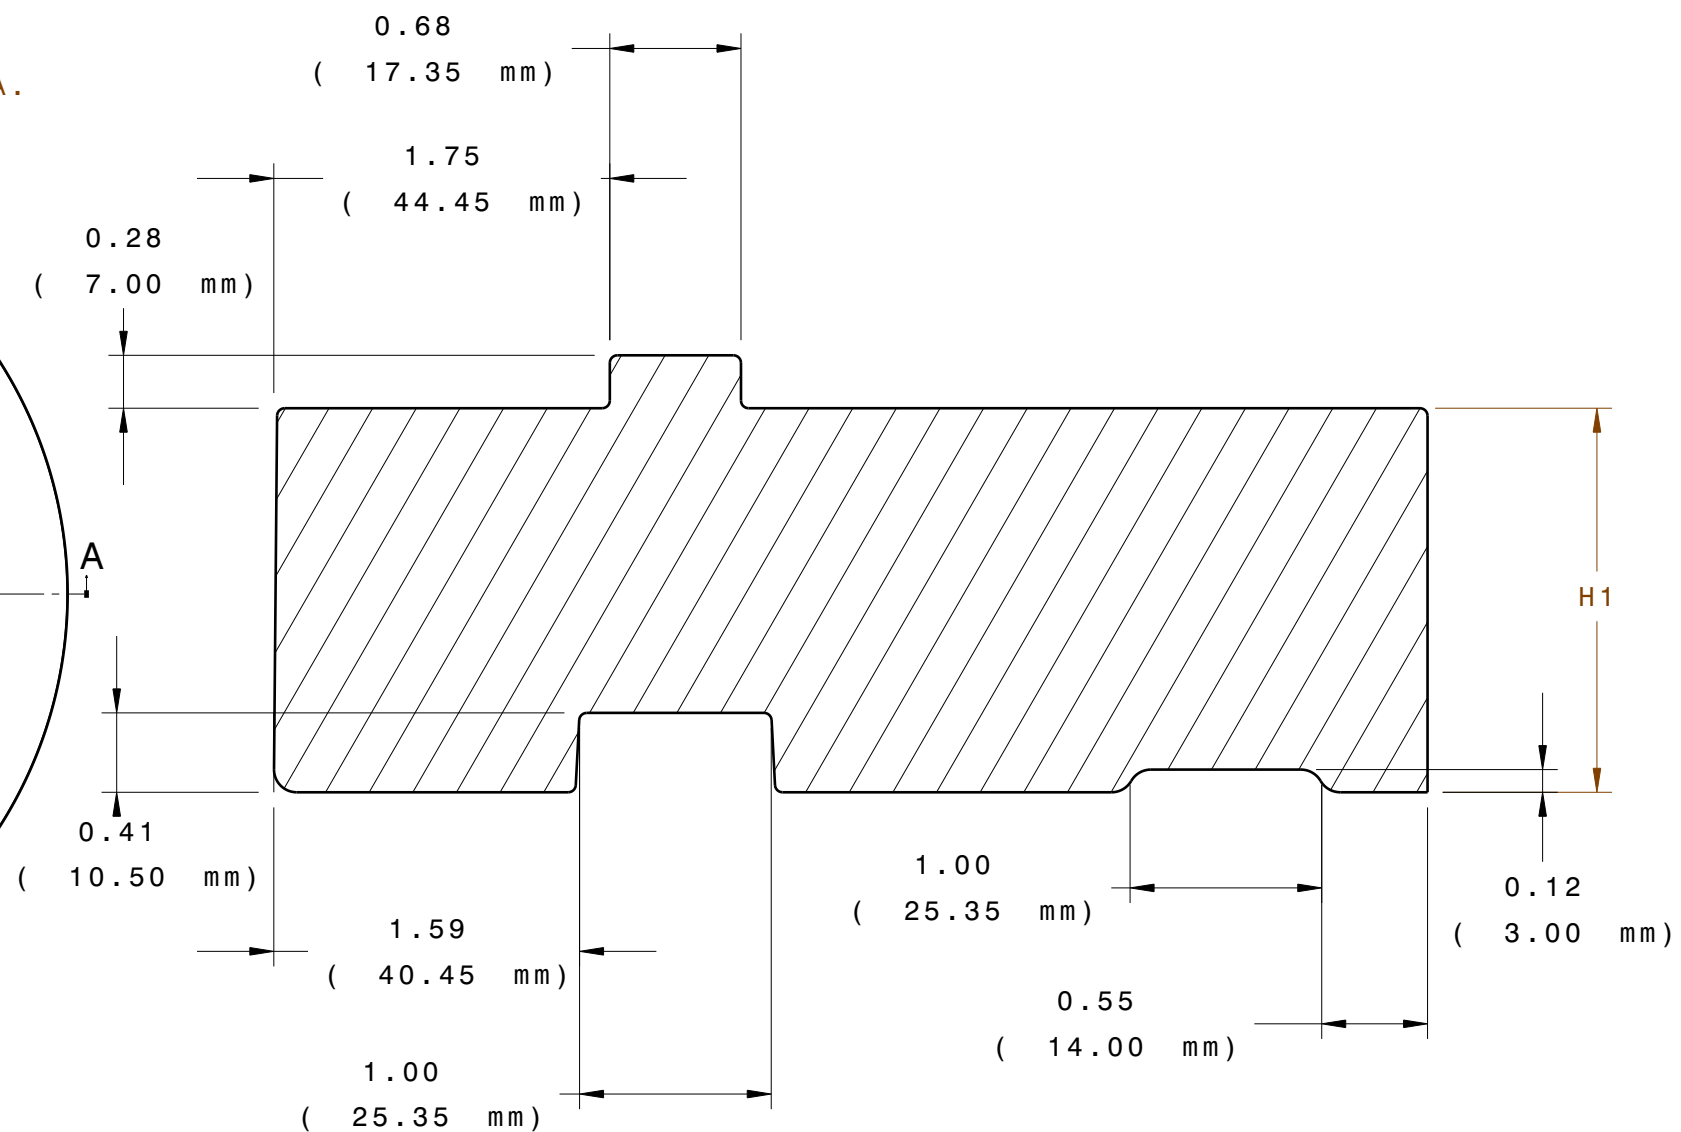 0.68
( 17.35 mm)
A.
1.75
( 44.45 mm)
0.28
( 7.00 mm)
A
H1
0.41
( 10.50 mm)
1.00
( 25.35 mm)
0.12
( 3.00 mm)
1.59
( 40.45 mm)
0.55
( 14.00 mm)
1.00
( 25.35 mm)